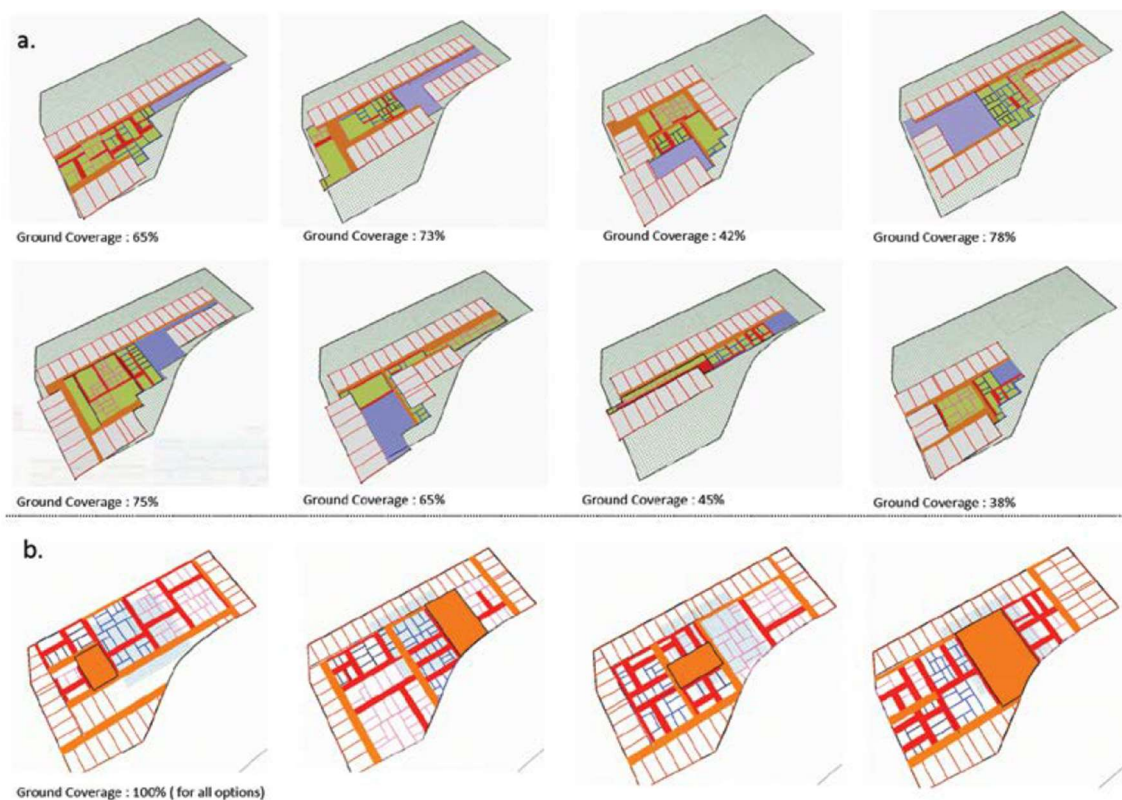 a.
Ground Coverage : 65%
Ground Coverage : 73%
Ground Coverage : 42%
Ground Coverage : 78%
Ground Coverage : 75%
Ground Coverage : 65%
Ground Coverage : 45%
Ground Coverage : 38%
b.
Ground Coverage : 100% ( for all options)